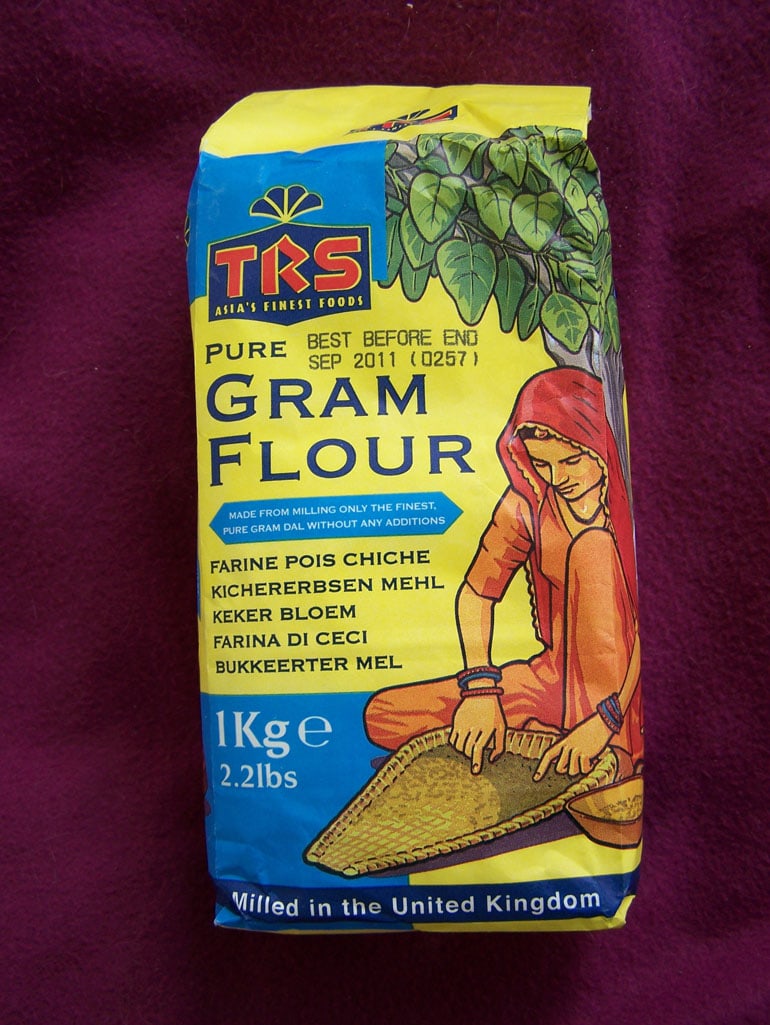 TRS
ASIA'S FINEST FOODS
PURE
BEST BEFORE END
SEP 2011 (0257)
GRAM
FLOUR
MADE FROM MILLING ONLY THE FINEST,
PURE GRAM DAL WITHOUT ANY ADDITIONS
FARINE POIS CHICHE
KICHERERBSEN MEHL
KEKER BLOEM
FARINA DI CECI
BUKKEERTER MEL
1Kg e
2.2lbs
Milled in the United Kingdom